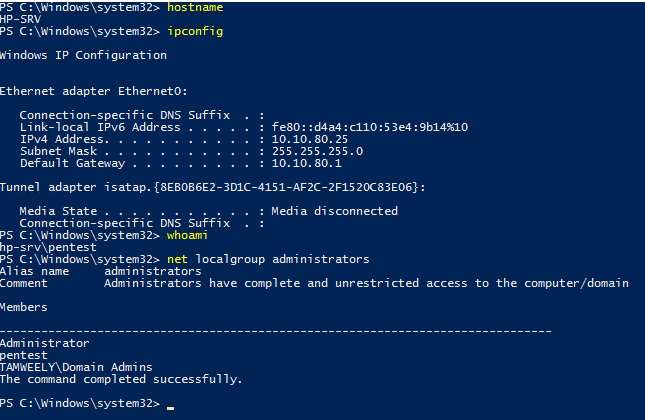 PS C:\Windows\system32> hostname
HP-SRV
PS C:\Windows\system32> ipconfig
Windows IP Configuration
Ethernet adapter Ethernet0:
Connection-specific DNS Suffix  . :
Link-local IPv6 Address . . . . . : fe80::d4a4:c110:53e4:9b14%10
IPv4 Address. . . . . . . . . . . : 10.10.80.25
Subnet Mask . . . . . . . . . . . : 255.255.255.0
Default Gateway . . . . . . . . . : 10.10.80.1
Tunnel adapter isatap.{8EB0B6E2-3D1C-4151-AF2C-2F1520C83E06}:
Media State . . . . . . . . . . . : Media disconnected
Connection-specific DNS Suffix  . :
PS C:\Windows\system32> whoami
hp-srv\pentest
PS C:\Windows\system32> net localgroup administrators
Alias name     administrators
Comment        Administrators have complete and unrestricted access to the computer/domain
Members
-------------------------------------------------------------------------------
Administrator
pentest
TAMWEELY\Domain Admins
The command completed successfully.
PS C:\Windows\system32> _